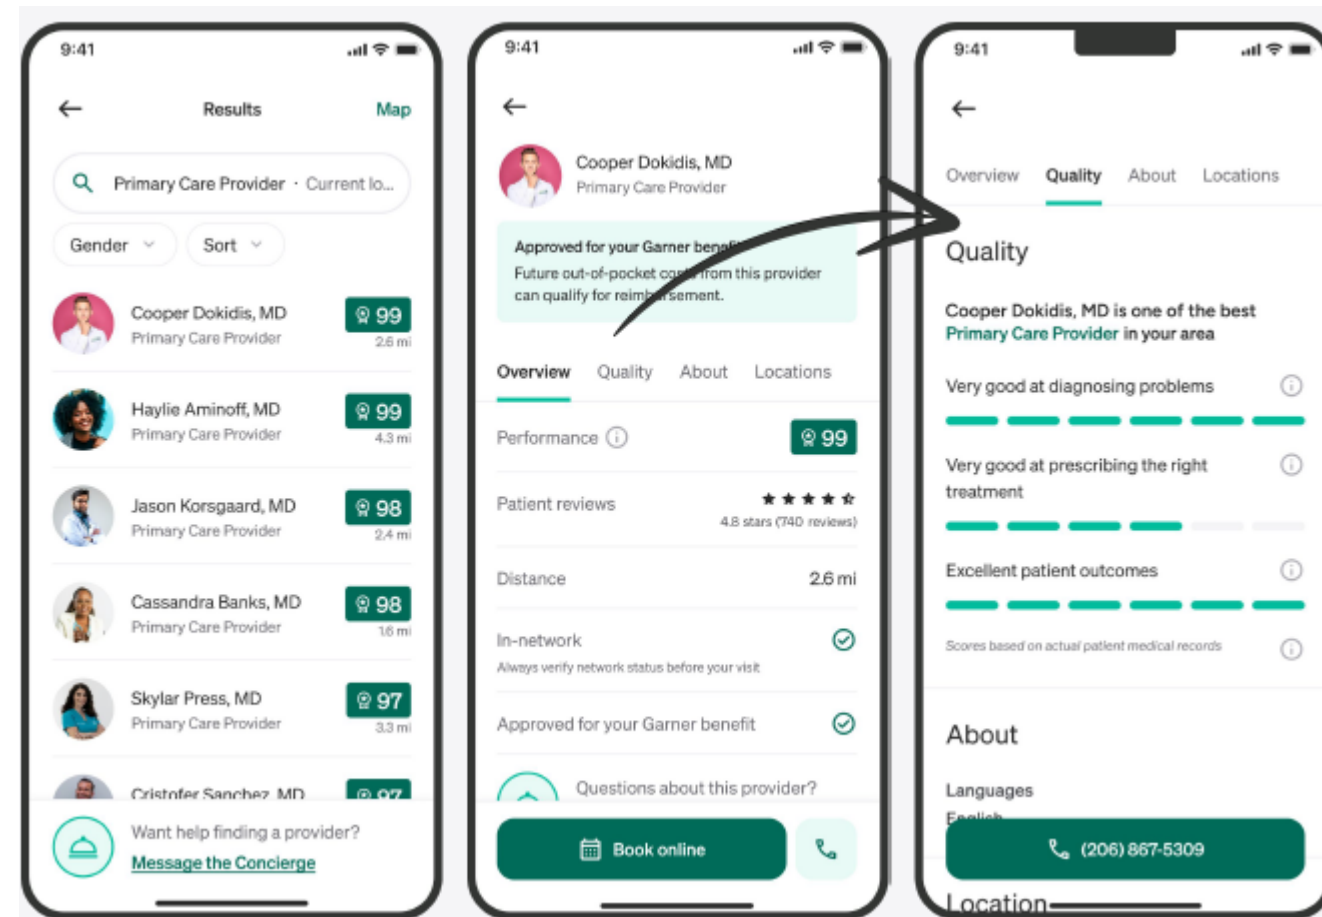 9:41
Results
Map
Primary Care Provider · Current lo...
Gender
Sort
Cooper Dokidis, MD
99
Primary Care Provider
2.6 mi
Haylie Aminoff, MD
99
Primary Care Provider
4.3 mi
Jason Korsgaard, MD
98
Primary Care Provider
2.4 mi
Cassandra Banks, MD
98
Primary Care Provider
1.6 mi
Skylar Press, MD
97
Primary Care Provider
3.3 mi
Cristofer Sanchez, MD
97
Want help finding a provider?
Message the Concierge
9:41
Cooper Dokidis, MD
Primary Care Provider
Approved for your Garner benefit
Future out-of-pocket costs from this provider
can qualify for reimbursement.
Overview
Quality
About
Locations
Performance
99
Patient reviews
4.8 stars (740 reviews)
Distance
2.6 mi
In-network
Always verify network status before your visit
Approved for your Garner benefit
Questions about this provider?
Book online
9:41
Overview
Quality
About
Locations
Quality
Cooper Dokidis, MD is one of the best
Primary Care Provider in your area
Very good at diagnosing problems
Very good at prescribing the right
treatment
Excellent patient outcomes
Scores based on actual patient medical records
About
Languages
English
(206) 867-5309
Location